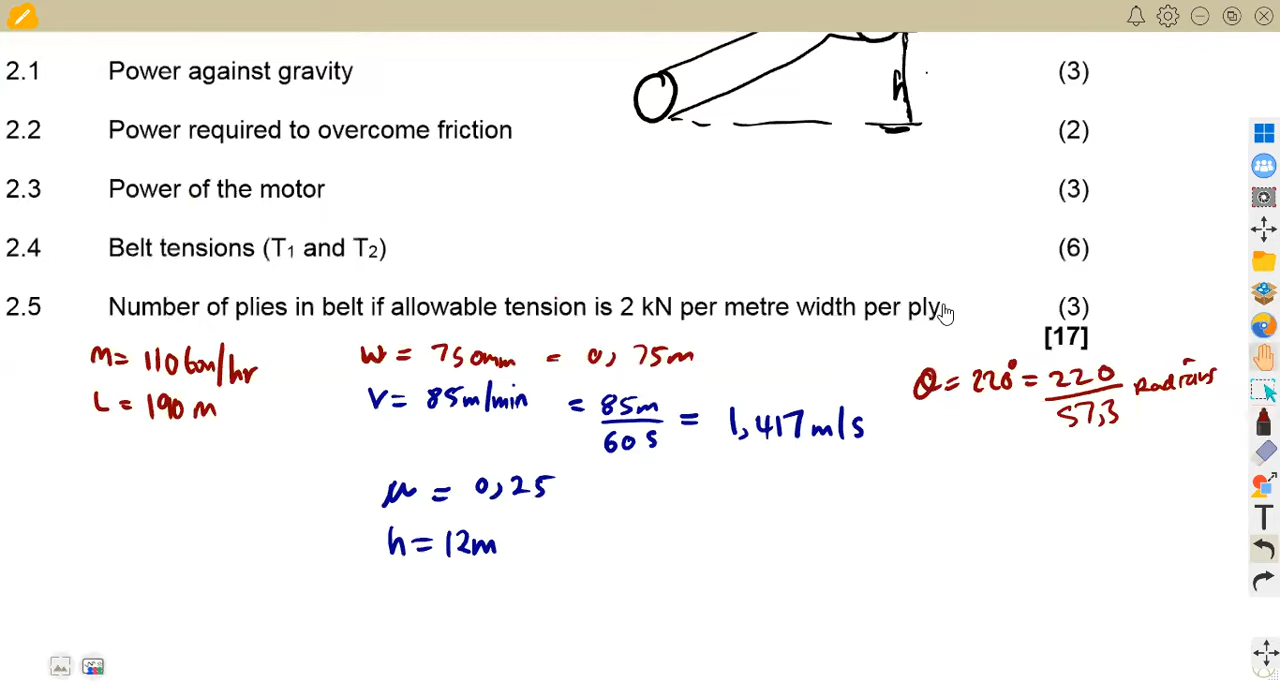 2.1 Power against gravity (3)
h
2.2 Power required to overcome friction (2)
2.3 Power of the motor (3)
2.4 Belt tensions (T₁ and T₂) (6)
2.5 Number of plies in belt if allowable tension is 2 kN per metre width per ply (3)
[17]
M= 110 ton/hr
L = 190 m
w = 750mm = 0,75m
V = 85m/min = 85m/60s = 1,417m/s
μ = 0,25
h = 12m
θ = 220° = 220/57,3 radians
T